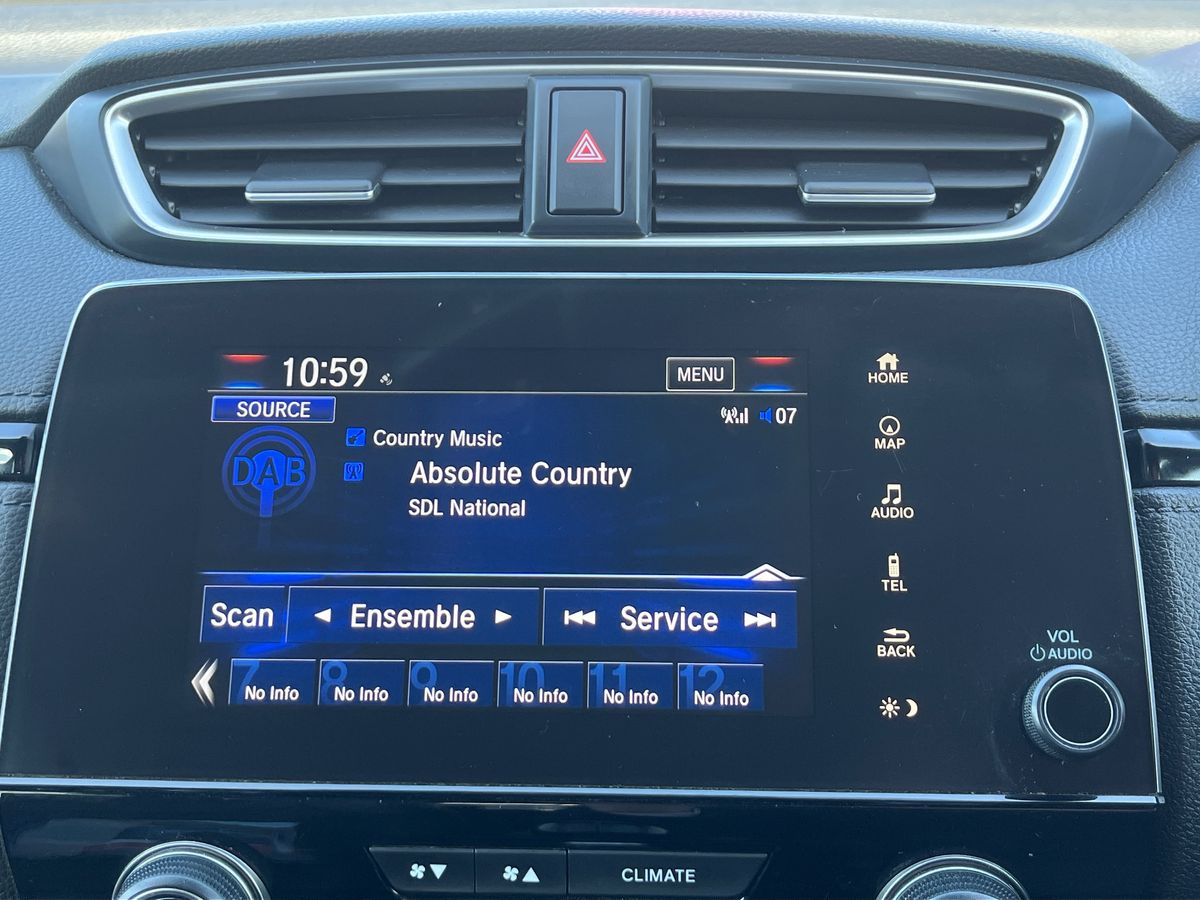 10:59
MENU
SOURCE
07
DAB
Country Music
Absolute Country
SDL National
Scan
Ensemble
Service
7
No Info
8
No Info
9
No Info
10
No Info
11
No Info
12
No Info
HOME
MAP
AUDIO
TEL
BACK
VOL
AUDIO
CLIMATE